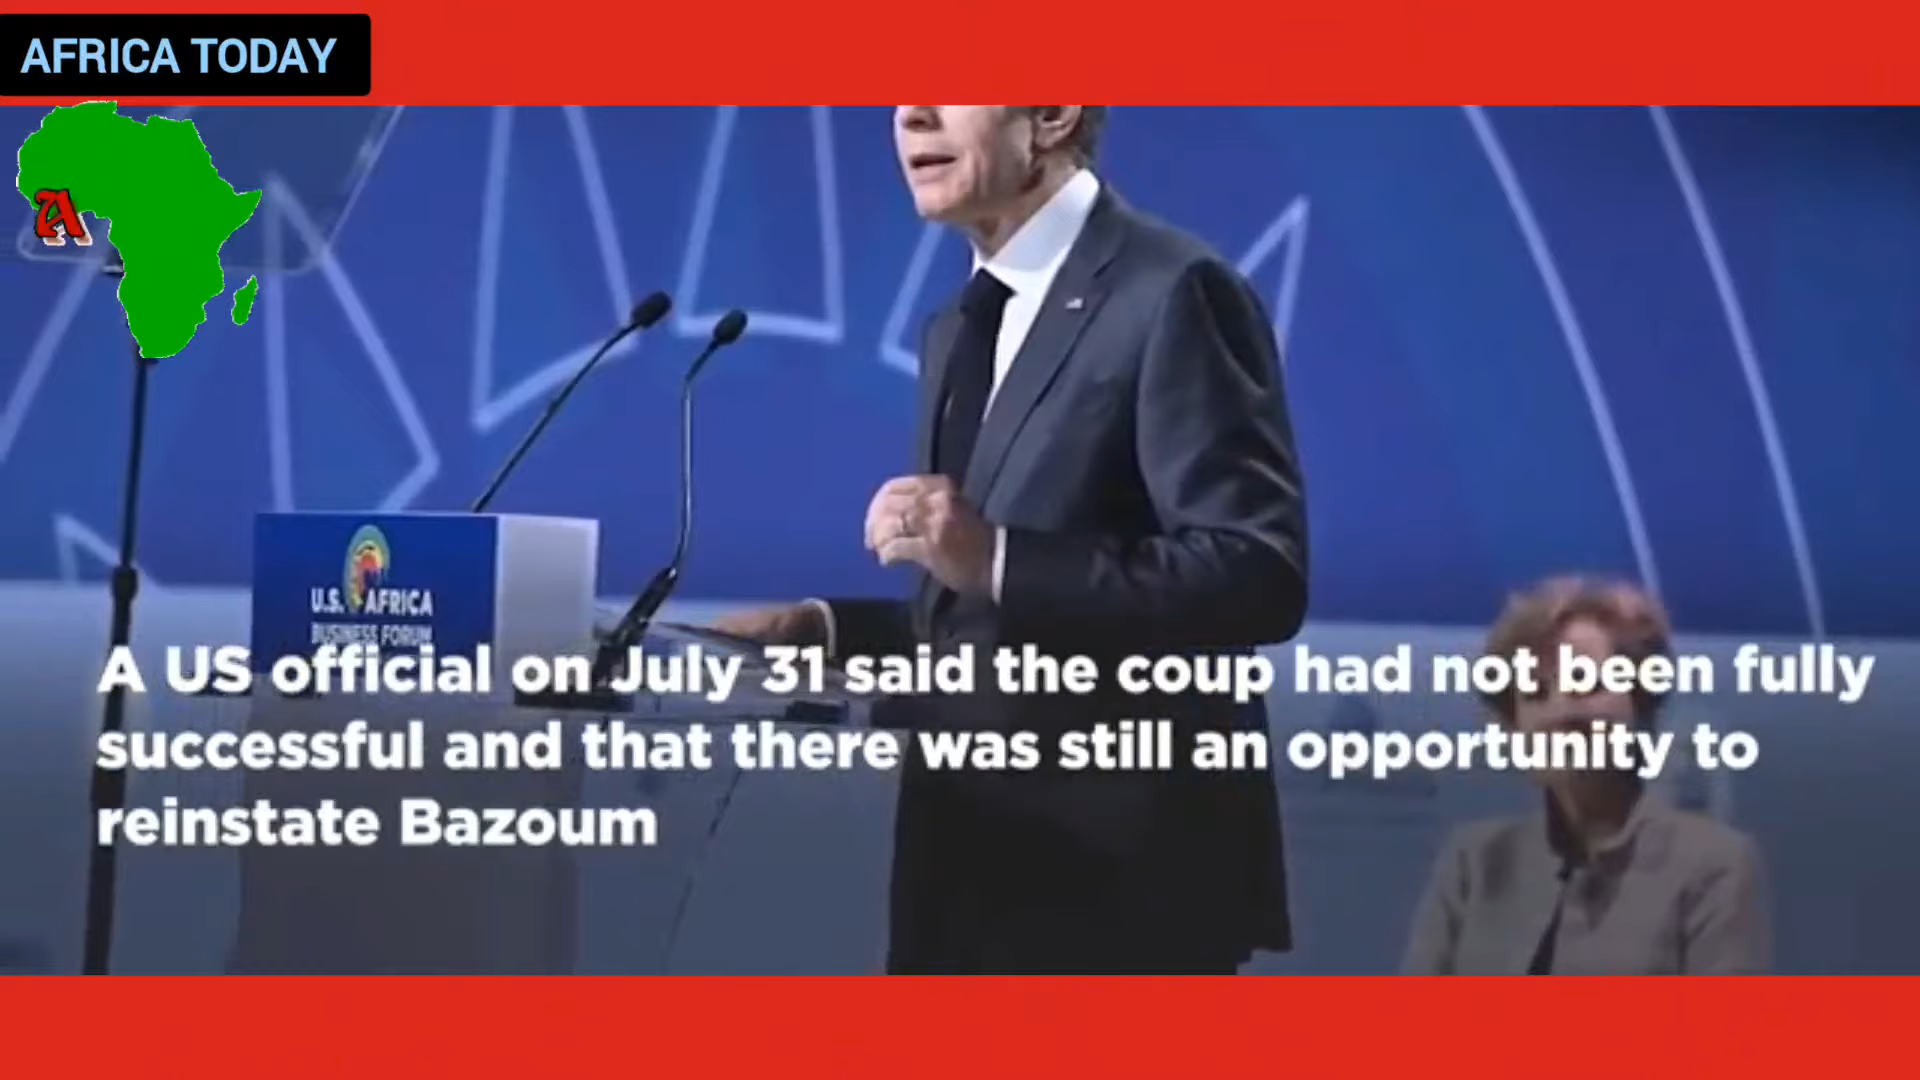 AFRICA TODAY
A
U.S. AFRICA
BUSINESS FORUM
A US official on July 31 said the coup had not been fully
successful and that there was still an opportunity to
reinstate Bazoum